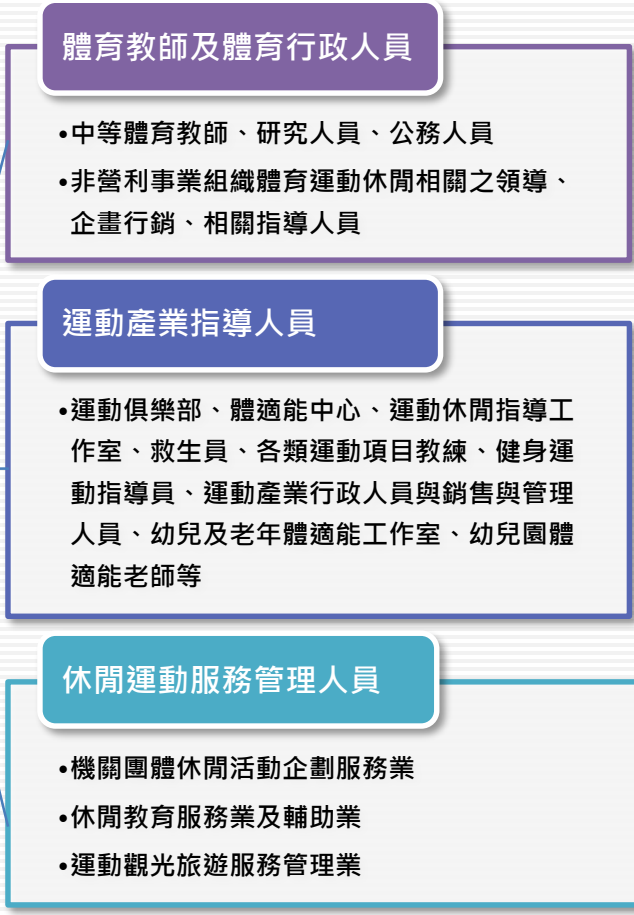 體育教師及體育行政人員
•中等體育教師、研究人員、公務人員
•非營利事業組織體育運動休閒相關之領導、
企畫行銷、相關指導人員
運動產業指導人員
•運動俱樂部、體適能中心、運動休閒指導工
作室、救生員、各類運動項目教練、健身運
動指導員、運動產業行政人員與銷售與管理
人員、幼兒及老年體適能工作室、幼兒園體
適能老師等
休閒運動服務管理人員
•機關團體休閒活動企劃服務業
•休閒教育服務業及輔助業
•運動觀光旅遊服務管理業